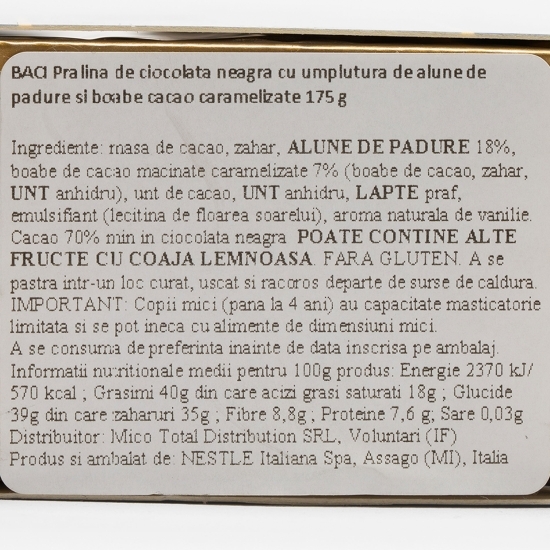 BACI Pralina de ciocolata neagra cu umplutura de alune de
padure si boabe cacao caramelizate 175 g
Ingrediente: masa de cacao, zahar, ALUNE DE PADURE 18%,
boabe de cacao macinate caramelizate 7% (boabe de cacao, zahar,
UNT anhidru), unt de cacao, UNT anhidru, LAPTE praf,
emulsifiant (lecitina de floarea soarelui), aroma naturala de vanilie.
Cacao 70% min in ciocolata neagra POATE CONTINE ALTE
FRUCTE CU COAJA LEMNOASA. FARA GLUTEN. A se
pastra intr-un loc curat, uscat si racoros departe de surse de caldura.
IMPORTANT: Copii mici (pana la 4 ani) au capacitate masticatorie
limitata si se pot ineca cu alimente de dimensiuni mici.
A se consuma de preferinta inainte de data inscrisa pe ambalaj.
Informatii nutritionale medii pentru 100g produs: Energie 2370 kJ/
570 kcal ; Grasimi 40g din care acizi grasi saturati 18g ; Glucide
39g din care zaharuri 35g ; Fibre 8,8g ; Proteine 7,6 g, Sare 0,03g
Distribuitor: Mico Total Distribution SRL, Voluntari (IF)
Produs si ambalat de: NESTLE Italiana Spa, Assago (MI), Italia